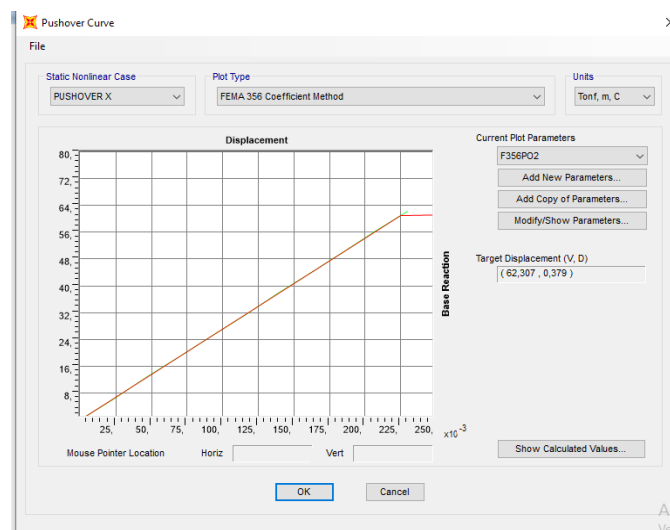 Pushover Curve
File
Static Nonlinear Case
PUSHOVER X
Plot Type
FEMA 356 Coefficient Method
Units
Tonf, m, C
Displacement
80,
72,
64,
56,
48,
40,
32,
24,
16,
8,
25, 50, 75, 100, 125, 150, 175, 200, 225, 250, x10 -3
Base Reaction
Mouse Pointer Location Horiz Vert
Current Plot Parameters
F356PO2
Add New Parameters...
Add Copy of Parameters...
Modify/Show Parameters...
Target Displacement (V, D)
( 62,307 , 0,379 )
Show Calculated Values...
OK Cancel